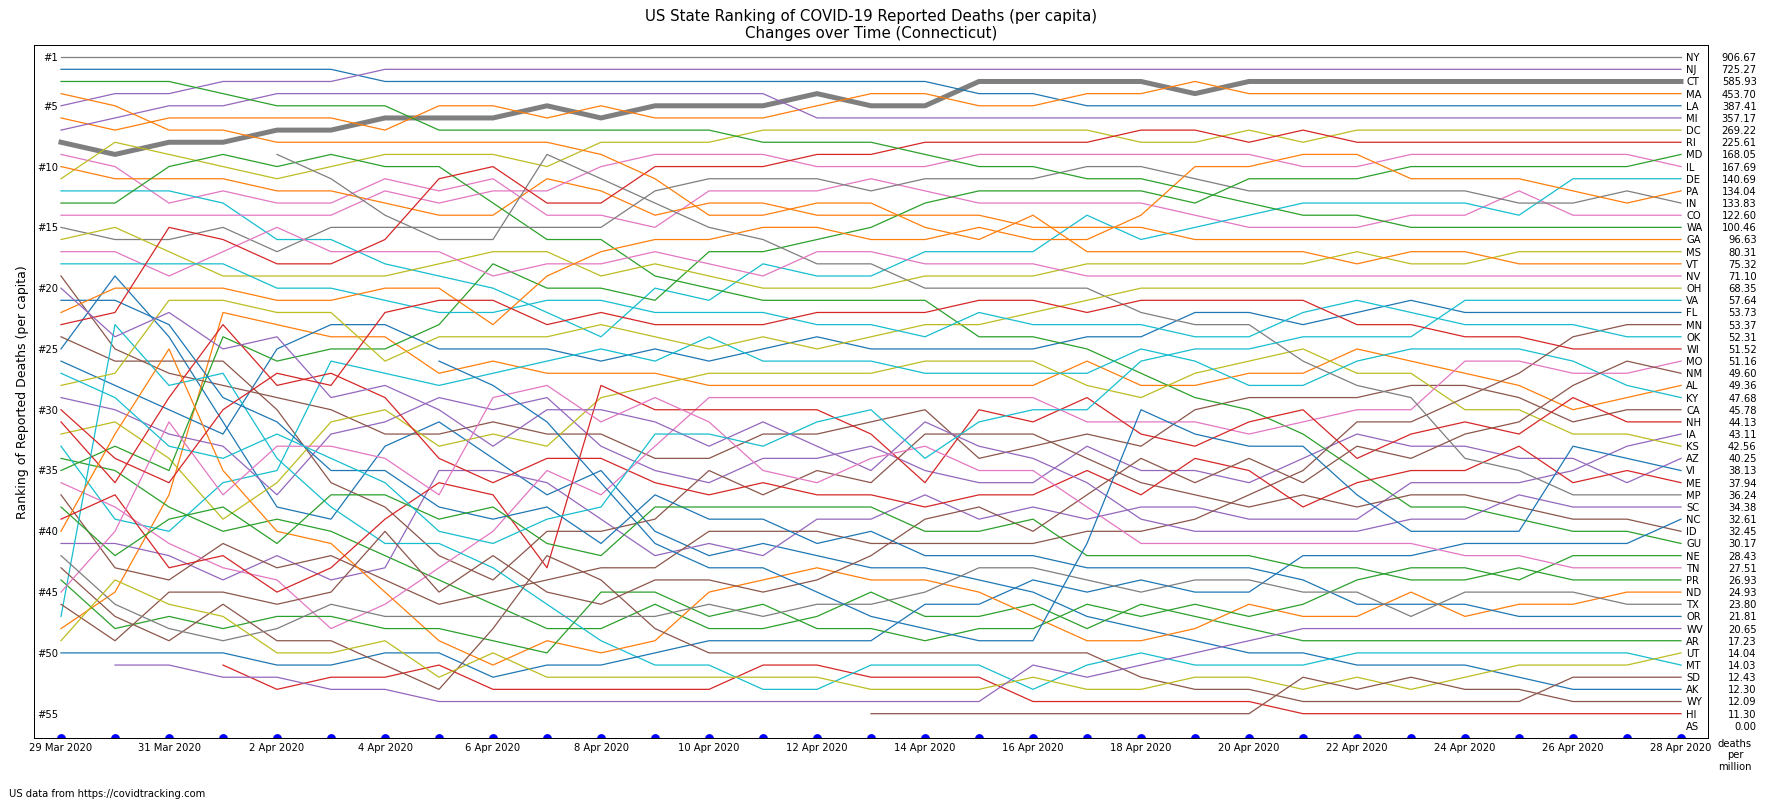 US State Ranking of COVID-19 Reported Deaths (per capita)
Changes over Time (Connecticut)
Ranking of Reported Deaths (per capita)
#1
#5
#10
#15
#20
#25
#30
#35
#40
#45
#50
#55
NY 906.67
NJ 725.27
CT 585.93
MA 453.70
LA 387.41
MI 357.17
DC 269.22
RI 225.61
MD 168.05
IL 167.69
DE 140.69
PA 134.04
IN 133.83
CO 122.60
WA 100.46
GA 96.63
MS 80.31
VT 75.32
NV 71.10
OH 68.35
VA 57.64
FL 53.73
MN 53.37
OK 52.31
WI 51.52
MO 51.16
NM 49.60
AL 49.36
KY 47.68
CA 45.78
NH 44.13
IA 43.11
KS 42.56
AZ 40.25
VI 38.13
ME 37.94
MP 36.24
SC 34.38
NC 32.61
ID 32.45
GU 30.17
NE 28.43
TN 27.51
PR 26.93
ND 24.93
TX 23.80
OR 21.81
WV 20.65
AR 17.23
UT 14.04
MT 14.03
SD 12.43
AK 12.30
WY 12.09
HI 11.30
AS 0.00
29 Mar 2020 31 Mar 2020 2 Apr 2020 4 Apr 2020 6 Apr 2020 8 Apr 2020 10 Apr 2020 12 Apr 2020 14 Apr 2020 16 Apr 2020 18 Apr 2020 20 Apr 2020 22 Apr 2020 24 Apr 2020 26 Apr 2020 28 Apr 2020
deaths
per
million
US data from https://covidtracking.com